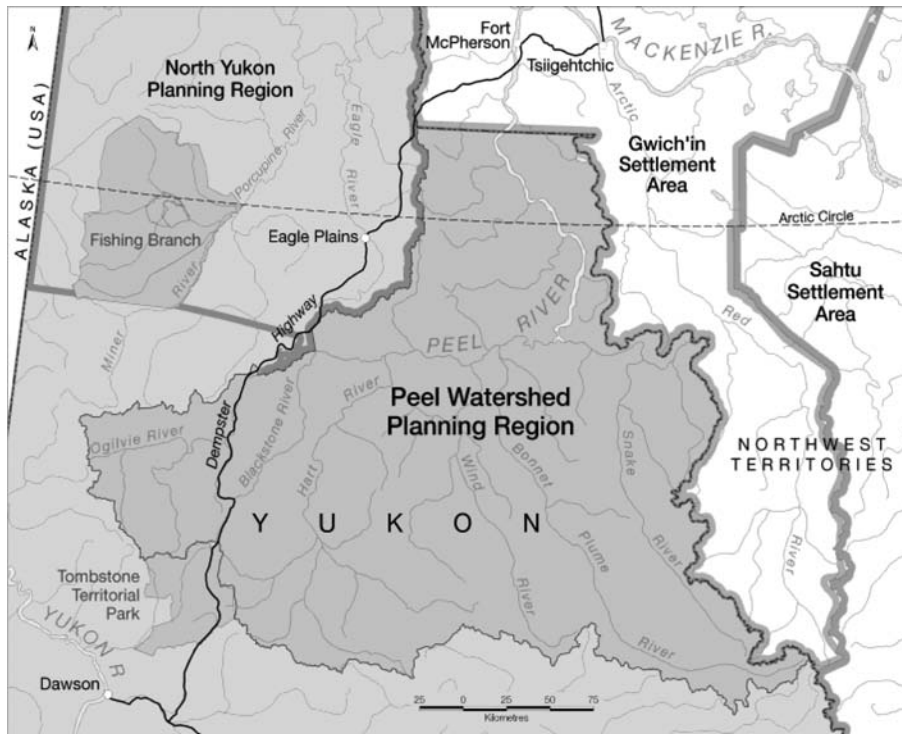 N
Fort
McPherson
MACKENZIE R.
Tsiigehtchic
North Yukon
Planning Region
Eagle
River
Porcupine River
Arctic
Gwich'in
Settlement
Area
ALASKA (USA)
Arctic Circle
Fishing Branch
River
Eagle Plains
Sahtu
Settlement
Area
Highway
Red
PEEL RIVER
Miner
Peel Watershed
Planning Region
River
Dempster
Blackstone River
Hart
Ogilvie River
Wind
Bonnet
Snake
NORTHWEST
TERRITORIES
YUKON
River
Plume
River
River
Tombstone
Territorial
Park
YUKON R
River
Dawson
25 0 25 50 75
Kilometres